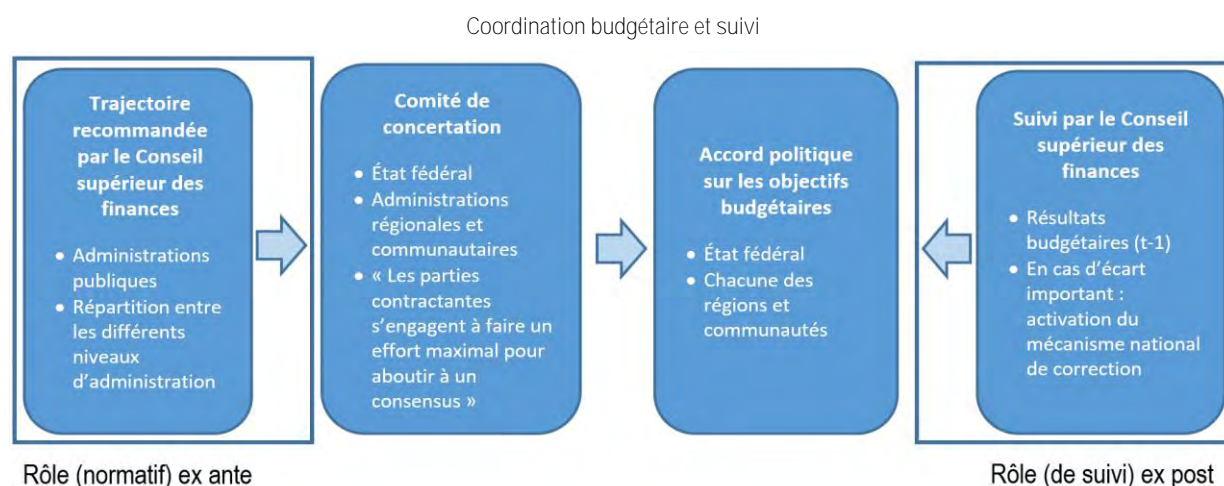 Coordination budgétaire et suivi
Trajectoire
recommandée
par le Conseil
supérieur des
finances
• Administrations
publiques
• Répartition entre
les différents
niveaux
d'administration
Comité de
concertation
• État fédéral
• Administrations
régionales et
communautaires
• « Les parties
contractantes
s'engagent à faire un
effort maximal pour
aboutir à un
consensus »
Accord politique
sur les objectifs
budgétaires
• État fédéral
• Chacune des
régions et
communautés
Suivi par le Conseil
supérieur des
finances
• Résultats
budgétaires (t-1)
• En cas d'écart
important :
activation du
mécanisme national
de correction
Rôle (normatif) ex ante
Rôle (de suivi) ex post